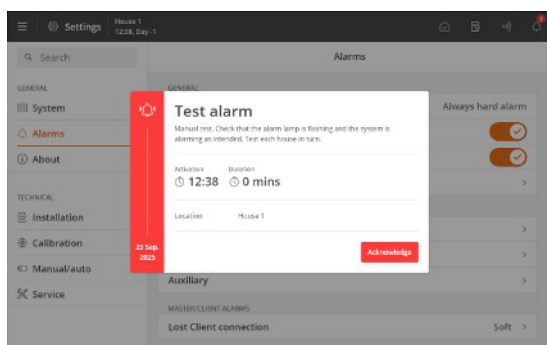 Settings
House 1
12:38, Day -1
Search
Alarms
GENERAL
System
Alarms
About
TECHNICAL
Installation
Calibration
Manual/auto
Service
GENERAL
Always hard alarm
Test alarm
Manual test. Check that the alarm lamp is flashing and the system is
alarming as intended. Test each house in turn.
Activation
Duration
12:38
0 mins
Location
House 1
23 Sep.
2025
Acknowledge
Auxiliary
MASTER/CLIENT ALARMS
Lost Client connection
Soft